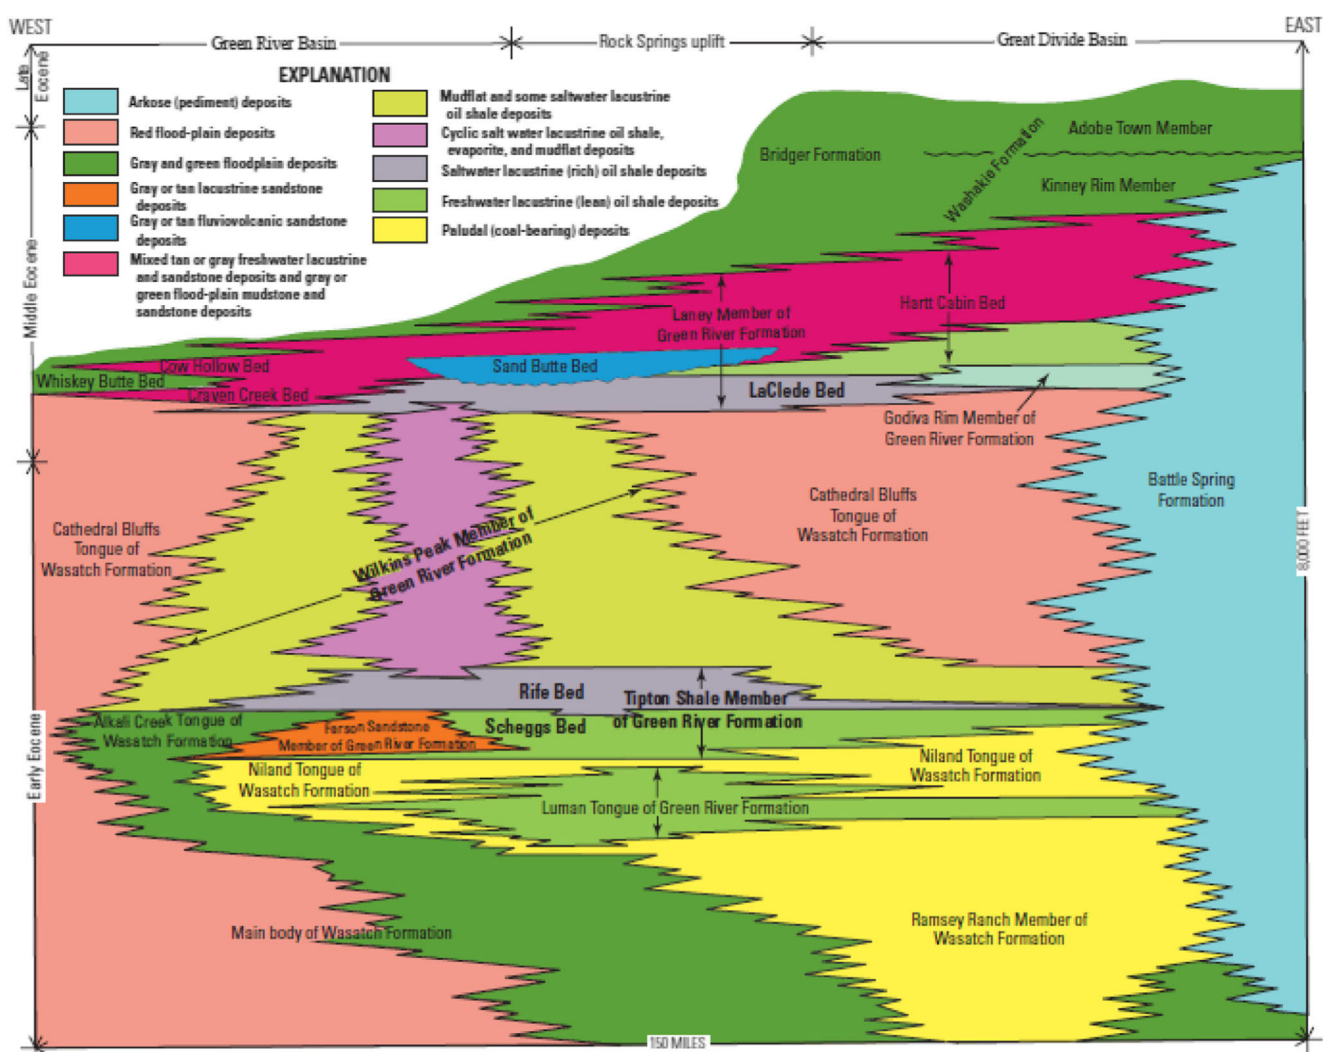 WEST
EAST
Green River Basin
Rock Springs uplift
Great Divide Basin
Late
Eocene
EXPLANATION
Arkose (pediment) deposits
Red flood-plain deposits
Gray and green floodplain deposits
Gray or tan lacustrine sandstone
deposits
Gray or tan fluviovolcanic sandstone
deposits
Mixed tan or gray freshwater lacustrine
and sandstone deposits and gray or
green flood-plain mudstone and
sandstone deposits
Mudflat and some saltwater lacustrine
oil shale deposits
Cyclic salt water lacustrine oil shale,
evaporite, and mudflat deposits
Saltwater lacustrine (rich) oil shale deposits
Freshwater lacustrine (lean) oil shale deposits
Paludal (coal-bearing) deposits
Middle Eocene
Early Eocene
Bridger Formation
Washakie Formation
Adobe Town Member
Kinney Rim Member
Hartt Cabin Bed
Laney Member of
Green River Formation
Sand Butte Bed
Cow Hollow Bed
Whiskey Butte Bed
Craven Creek Bed
LaClede Bed
Godiva Rim Member of
Green River Formation
Battle Spring
Formation
Cathedral Bluffs
Tongue of
Wasatch Formation
Cathedral Bluffs
Tongue of
Wasatch Formation
Wilkins Peak Member of
Green River Formation
8,000 FEET
Rife Bed
Tipton Shale Member
of Green River Formation
Scheggs Bed
Alkali Creek Tongue of
Wasatch Formation
Farson Sandstone
Member of Green River Formation
Niland Tongue of
Wasatch Formation
Niland Tongue of
Wasatch Formation
Luman Tongue of Green River Formation
Main body of Wasatch Formation
Ramsey Ranch Member of
Wasatch Formation
150 MILES